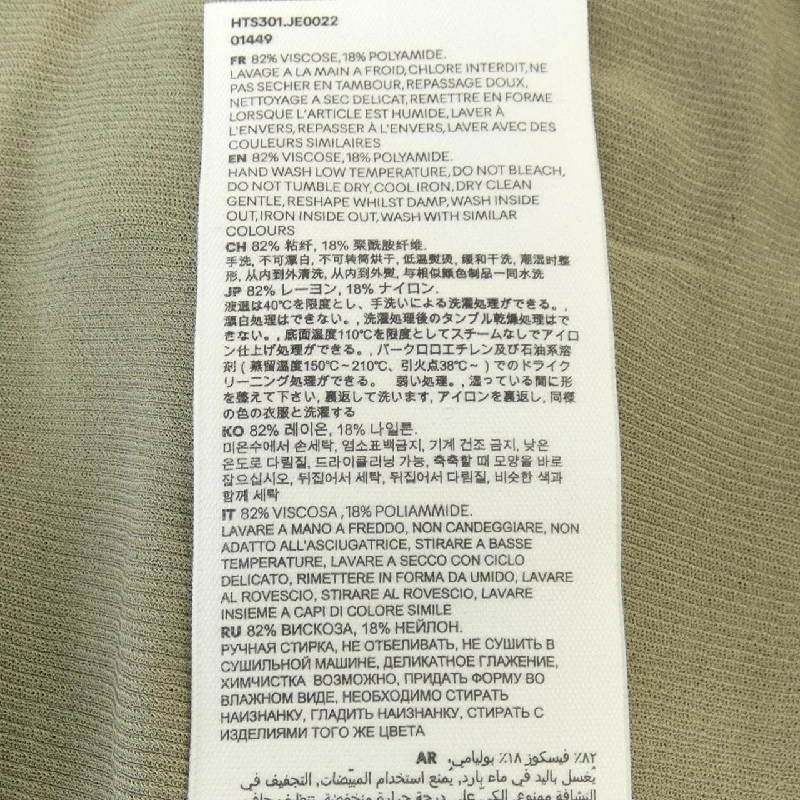 HTS301.JE0022
01449
FR 82% VISCOSE,18% POLYAMIDE.
LAVAGE A LA MAIN A FROID,CHLORE INTERDIT,NE
PAS SECHER EN TAMBOUR,REPASSAGE DOUX,
NETTOYAGE A SEC DELICAT,REMETTRE EN FORME
LORSQUE L'ARTICLE EST HUMIDE, LAVER À
L'ENVERS, REPASSER À L'ENVERS,LAVER AVEC DES
COULEURS SIMILAIRES
EN 82% VISCOSE,18% POLYAMIDE.
HAND WASH LOW TEMPERATURE,DO NOT BLEACH,
DO NOT TUMBLE DRY,COOL IRON,DRY CLEAN
GENTLE,RESHAPE WHILST DAMP,WASH INSIDE
OUT,IRON INSIDE OUT,WASH WITH SIMILAR
COLOURS
CH 82% 粘纤, 18% 聚酰胺纤维.
手洗, 不可漂白, 不可转筒烘干, 低温熨烫, 缓和干洗, 潮湿时整
形, 从内到外清洗, 从内到外熨, 与相似颜色制品一同水洗
JP 82% レーヨン, 18% ナイロン.
液温は40℃を限度とし、手洗いによる洗濯処理ができる。,
漂白処理はできない。, 洗濯処理後のタンブル乾燥処理はで
きない。, 底面温度110℃を限度としてスチームなしでアイロ
ン仕上げ処理ができる。, パークロロエチレン及び石油系溶
剤 ( 蒸留温度150℃~210℃、引火点38℃~ ) でのドライク
リーニング処理ができる。 弱い処理。, 湿っている間に形
を整えて下さい, 裏返して洗います, アイロンを裏返し, 同様
の色の衣服と洗濯する
KO 82% 레이온, 18% 나일론.
미온수에서 손세탁, 염소표백금지, 기계 건조 금지, 낮은
온도로 다림질, 드라이클리닝 가능, 축축할 때 모양을 바로
잡으십시오, 뒤집어서 세탁, 뒤집어서 다림질, 비슷한 색과
함께 세탁
IT 82% VISCOSA ,18% POLIAMMIDE.
LAVARE A MANO A FREDDO, NON CANDEGGIARE, NON
ADATTO ALL'ASCIUGATRICE, STIRARE A BASSE
TEMPERATURE, LAVARE A SECCO CON CICLO
DELICATO, RIMETTERE IN FORMA DA UMIDO, LAVARE
AL ROVESCIO, STIRARE AL ROVESCIO, LAVARE
INSIEME A CAPI DI COLORE SIMILE
RU 82% ВИСКОЗА, 18% НЕЙЛОН.
РУЧНАЯ СТИРКА, НЕ ОТБЕЛИВАТЬ, НЕ СУШИТЬ В
СУШИЛЬНОЙ МАШИНЕ, ДЕЛИКАТНОЕ ГЛАЖЕНИЕ,
ХИМЧИСТКА ВОЗМОЖНО, ПРИДАТЬ ФОРМУ ВО
ВЛАЖНОМ ВИДЕ, НЕОБХОДИМО СТИРАТЬ
НАИЗНАНКУ, ГЛАДИТЬ НАИЗНАНКУ, СТИРАТЬ С
ИЗДЕЛИЯМИ ТОГО ЖЕ ЦВЕТА
AR ٨٢٪ فيسكوز ١٨٪ بوليامي.
يُغسل باليد في ماء بارد, يُمنع استخدام المبيّضات, التجفيف في
النشافة ممنوع, الكي على درجة حرارة منخفضة, تنظيف جاف